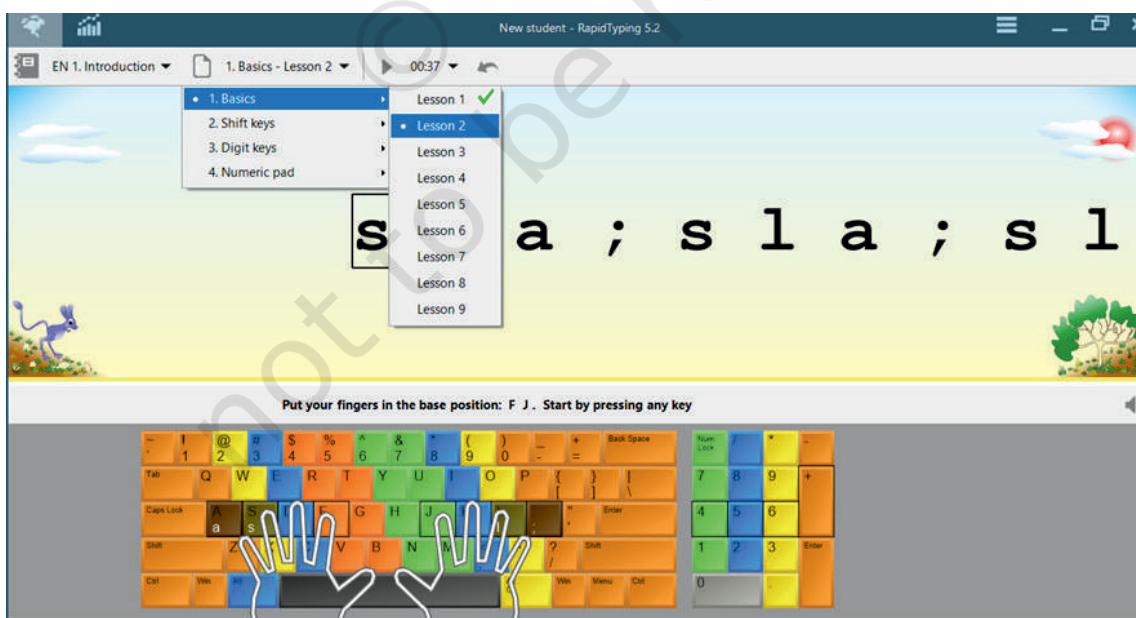 New student - RapidTyping 5.2
EN 1. Introduction 1. Basics - Lesson 2 00:37
1. Basics
2. Shift keys
3. Digit keys
4. Numeric pad
Lesson 1
Lesson 2
Lesson 3
Lesson 4
Lesson 5
Lesson 6
Lesson 7
Lesson 8
Lesson 9
s a ; s l a ; s l
Put your fingers in the base position: F J . Start by pressing any key
~ ! @ # $ % ^ & * ( ) _ + Back Space
` 1 2 3 4 5 6 7 8 9 0 - =
Tab Q W E R T Y U I O P { } |
[ ] \
Caps Lock A S D F G H J L : " Enter
a s l ; '
Shift Z C V B N M ? Shift
/
Ctrl Win Alt Win Menu Ctrl
Num Lock / * -
7 8 9 +
4 5 6
1 2 3 Enter
0 .
© not to be